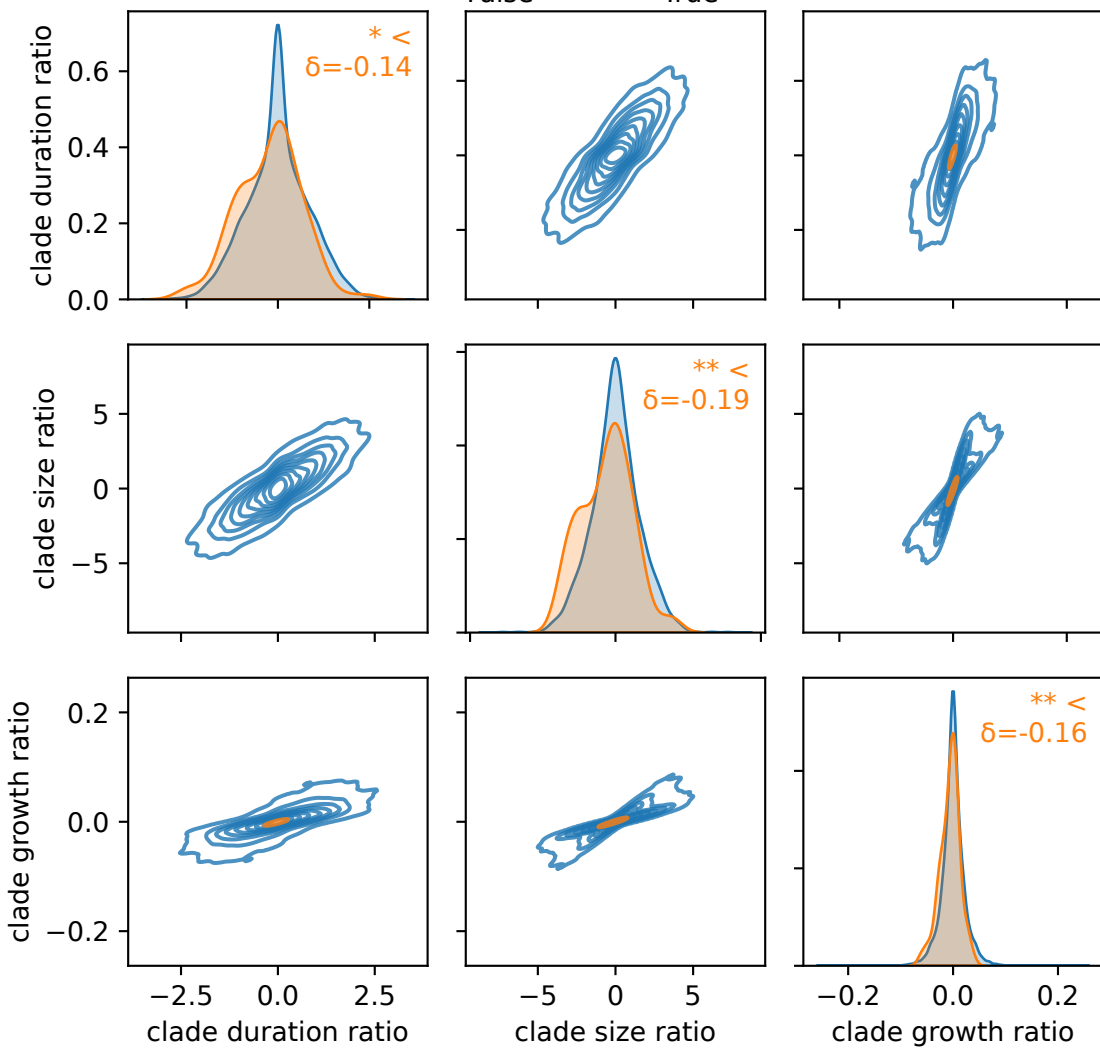 * <
δ=-0.14
clade duration ratio
0.6
0.4
0.2
0.0
** <
δ=-0.19
clade size ratio
5
0
−5
** <
δ=-0.16
clade growth ratio
0.2
0.0
−0.2
−2.5 0.0 2.5 −5 0 5 −0.2 0.0 0.2
clade duration ratio clade size ratio clade growth ratio